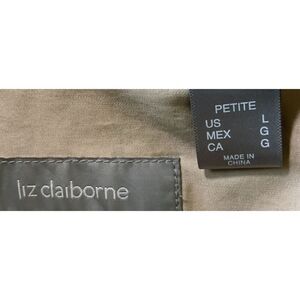 PETITE
US L
MEX G
CA G
MADE IN
CHINA
liz claiborne